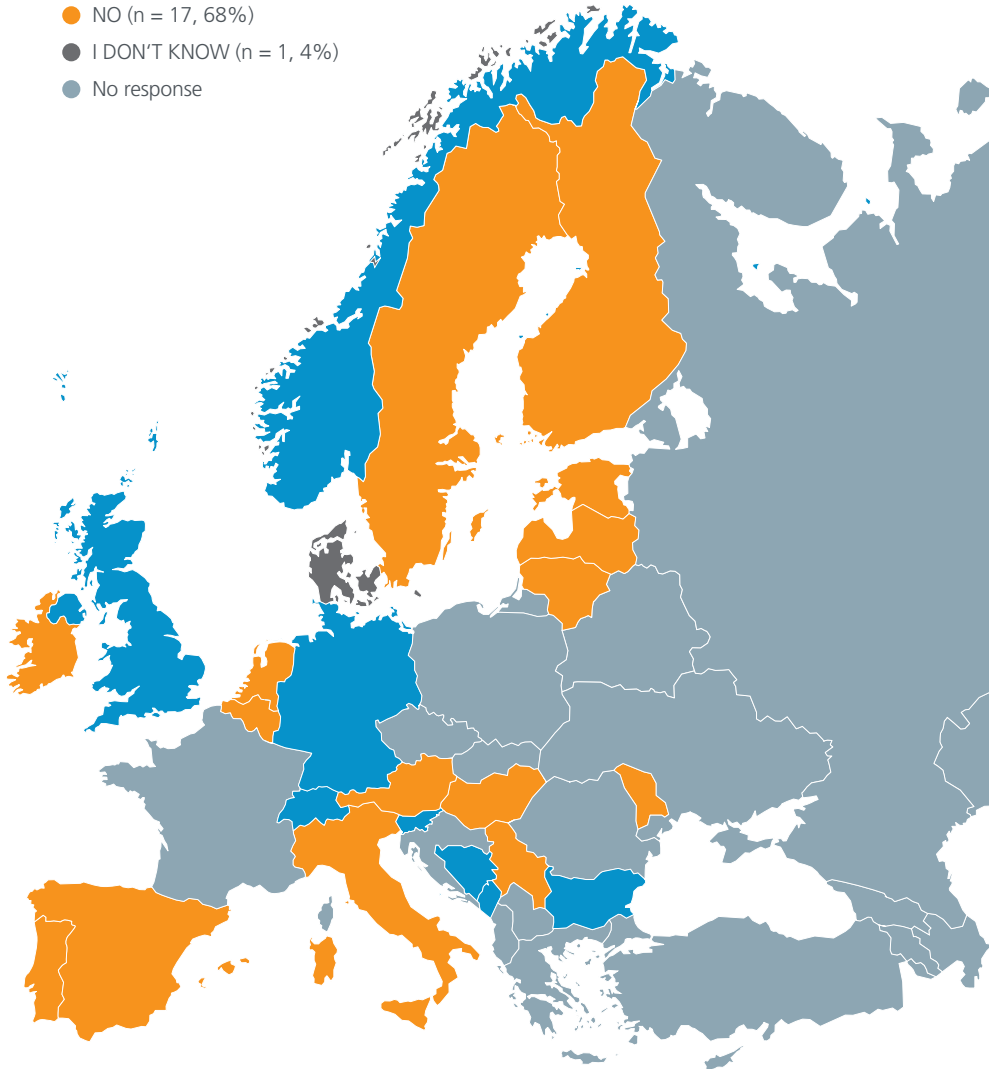 NO (n = 17, 68%)
I DON'T KNOW (n = 1, 4%)
No response